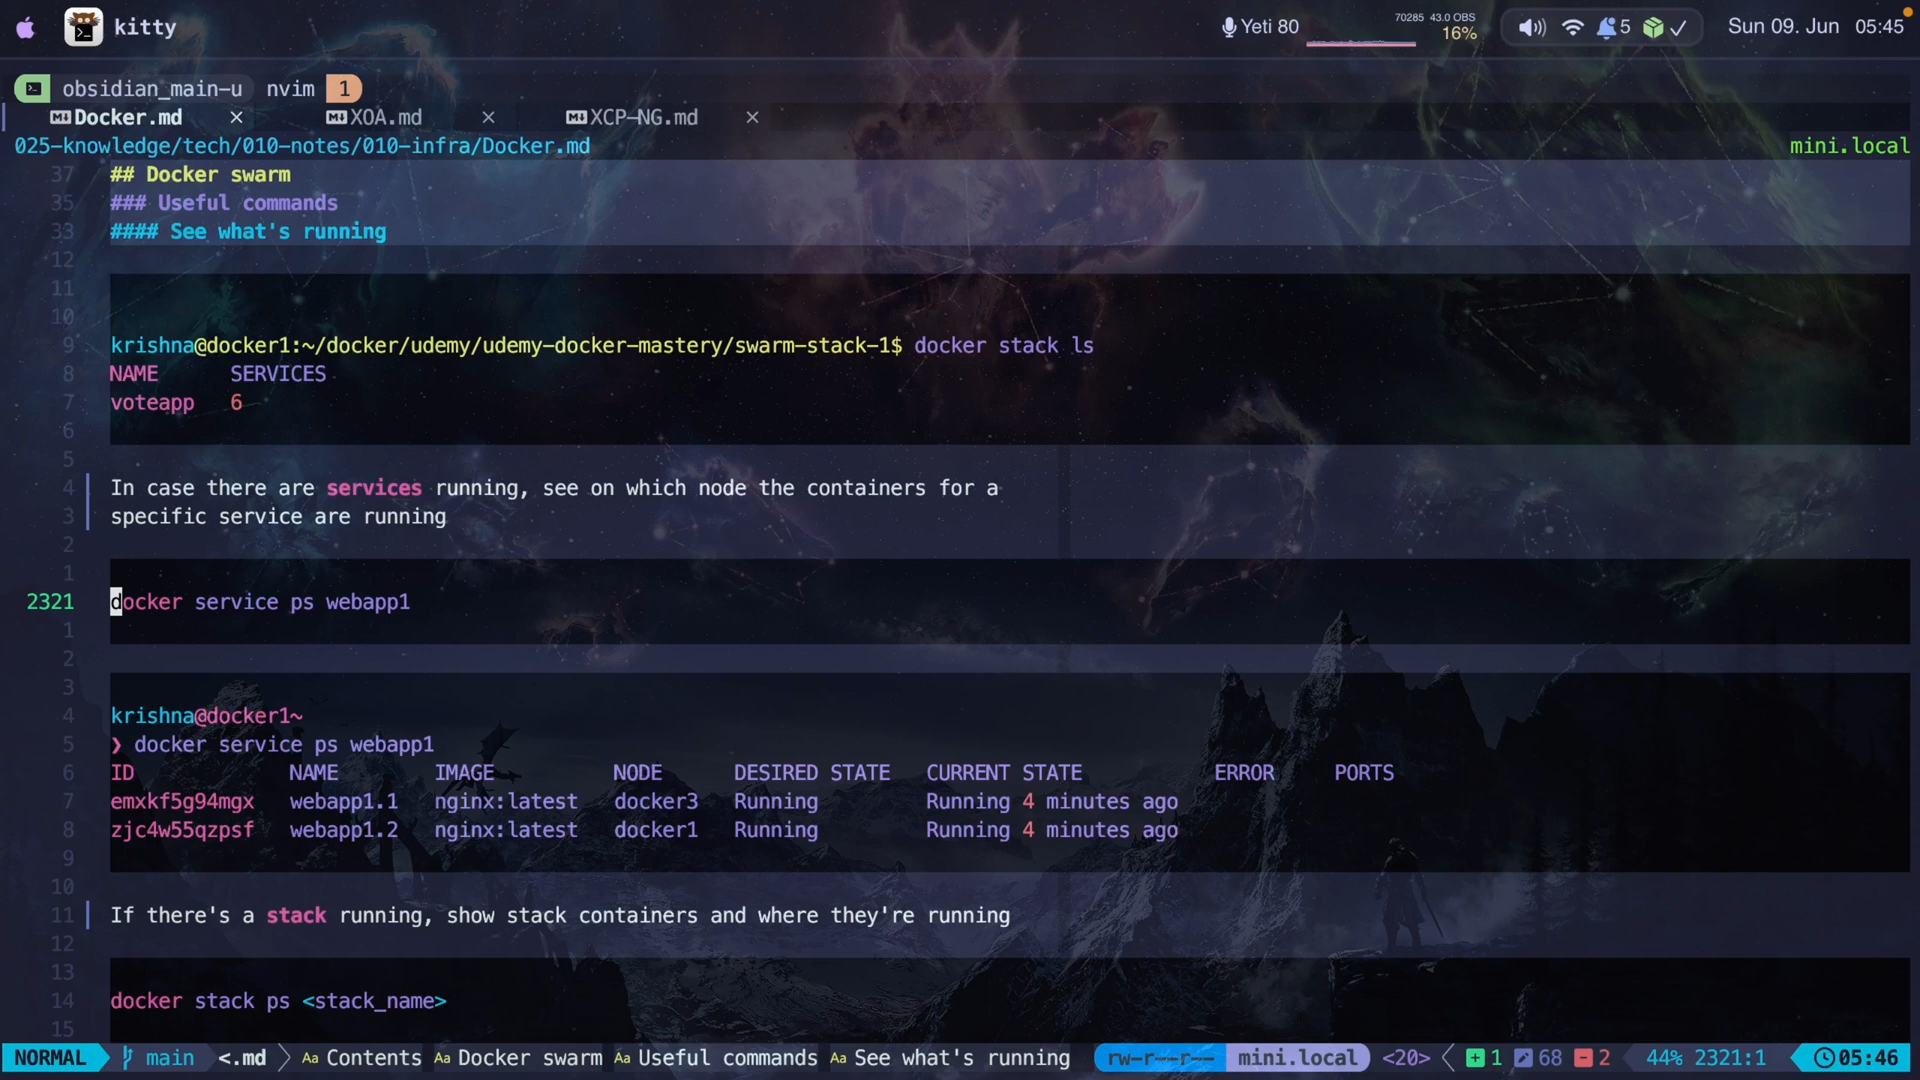 kitty
Yeti 80
70285 43.0 OBS
16%
5
Sun 09. Jun 05:45
obsidian_main-u nvim 1
Docker.md × XOA.md × XCP-NG.md ×
025-knowledge/tech/010-notes/010-infra/Docker.md mini.local
37 ## Docker swarm
35 ### Useful commands
33 #### See what's running
12
11
10
9 krishna@docker1:~/docker/udemy/udemy-docker-mastery/swarm-stack-1$ docker stack ls
8 NAME SERVICES
7 voteapp 6
6
5
4 In case there are services running, see on which node the containers for a
3 specific service are running
2
1
2321 docker service ps webapp1
1
2
3
4 krishna@docker1~
5 ❯ docker service ps webapp1
6 ID NAME IMAGE NODE DESIRED STATE CURRENT STATE ERROR PORTS
7 emxkf5g94mgx webapp1.1 nginx:latest docker3 Running Running 4 minutes ago
8 zjc4w55qzpsf webapp1.2 nginx:latest docker1 Running Running 4 minutes ago
9
10
11 If there's a stack running, show stack containers and where they're running
12
13
14 docker stack ps <stack_name>
15
NORMAL main <.md Aa Contents Aa Docker swarm Aa Useful commands Aa See what's running rw-r--r-- mini.local <20> 1 68 2 44% 2321:1 05:46